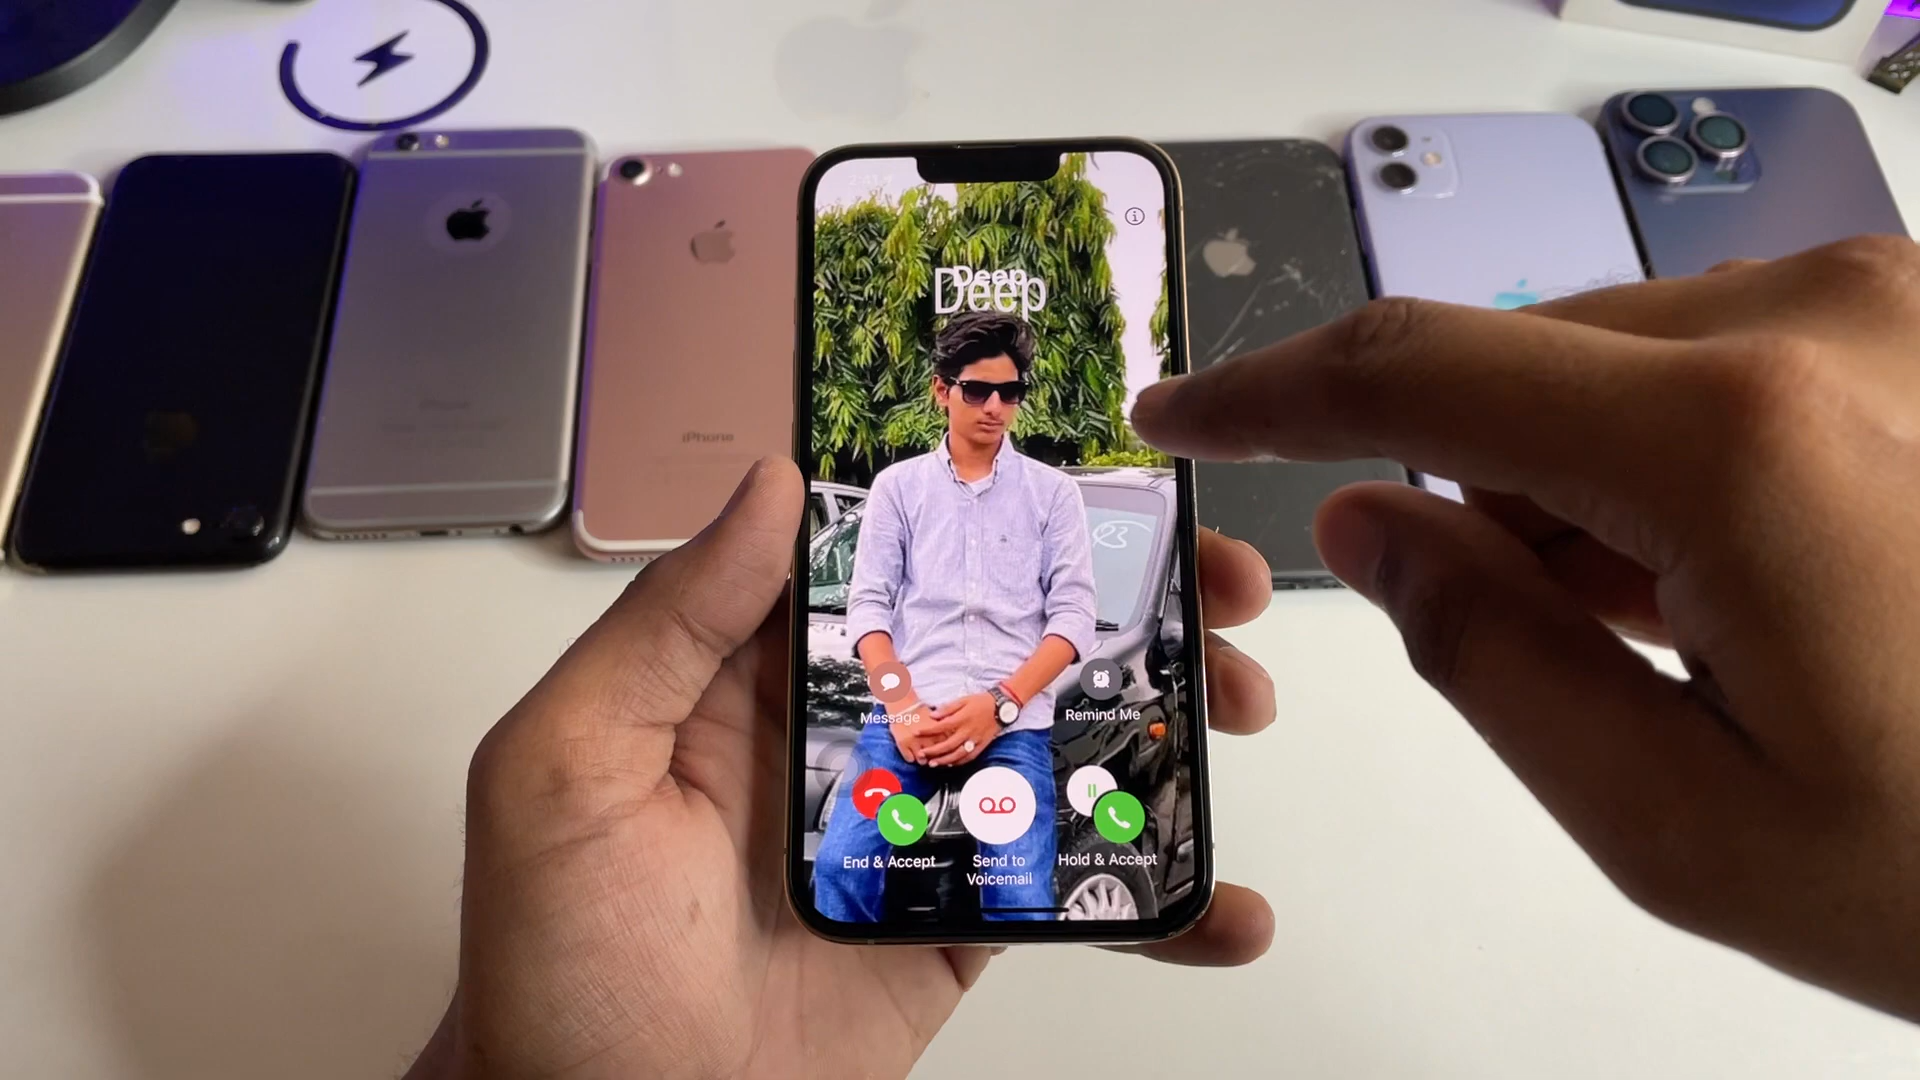 Deep
Deep
iPhone
Message
Remind Me
End & Accept
Send to
Voicemail
Hold & Accept